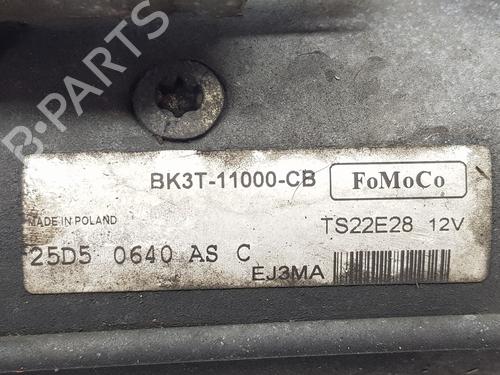 B-PARTS
BK3T-11000-CB FoMoCo
MADE IN POLAND TS22E28 12V
25D5 0640 AS C
EJ3MA